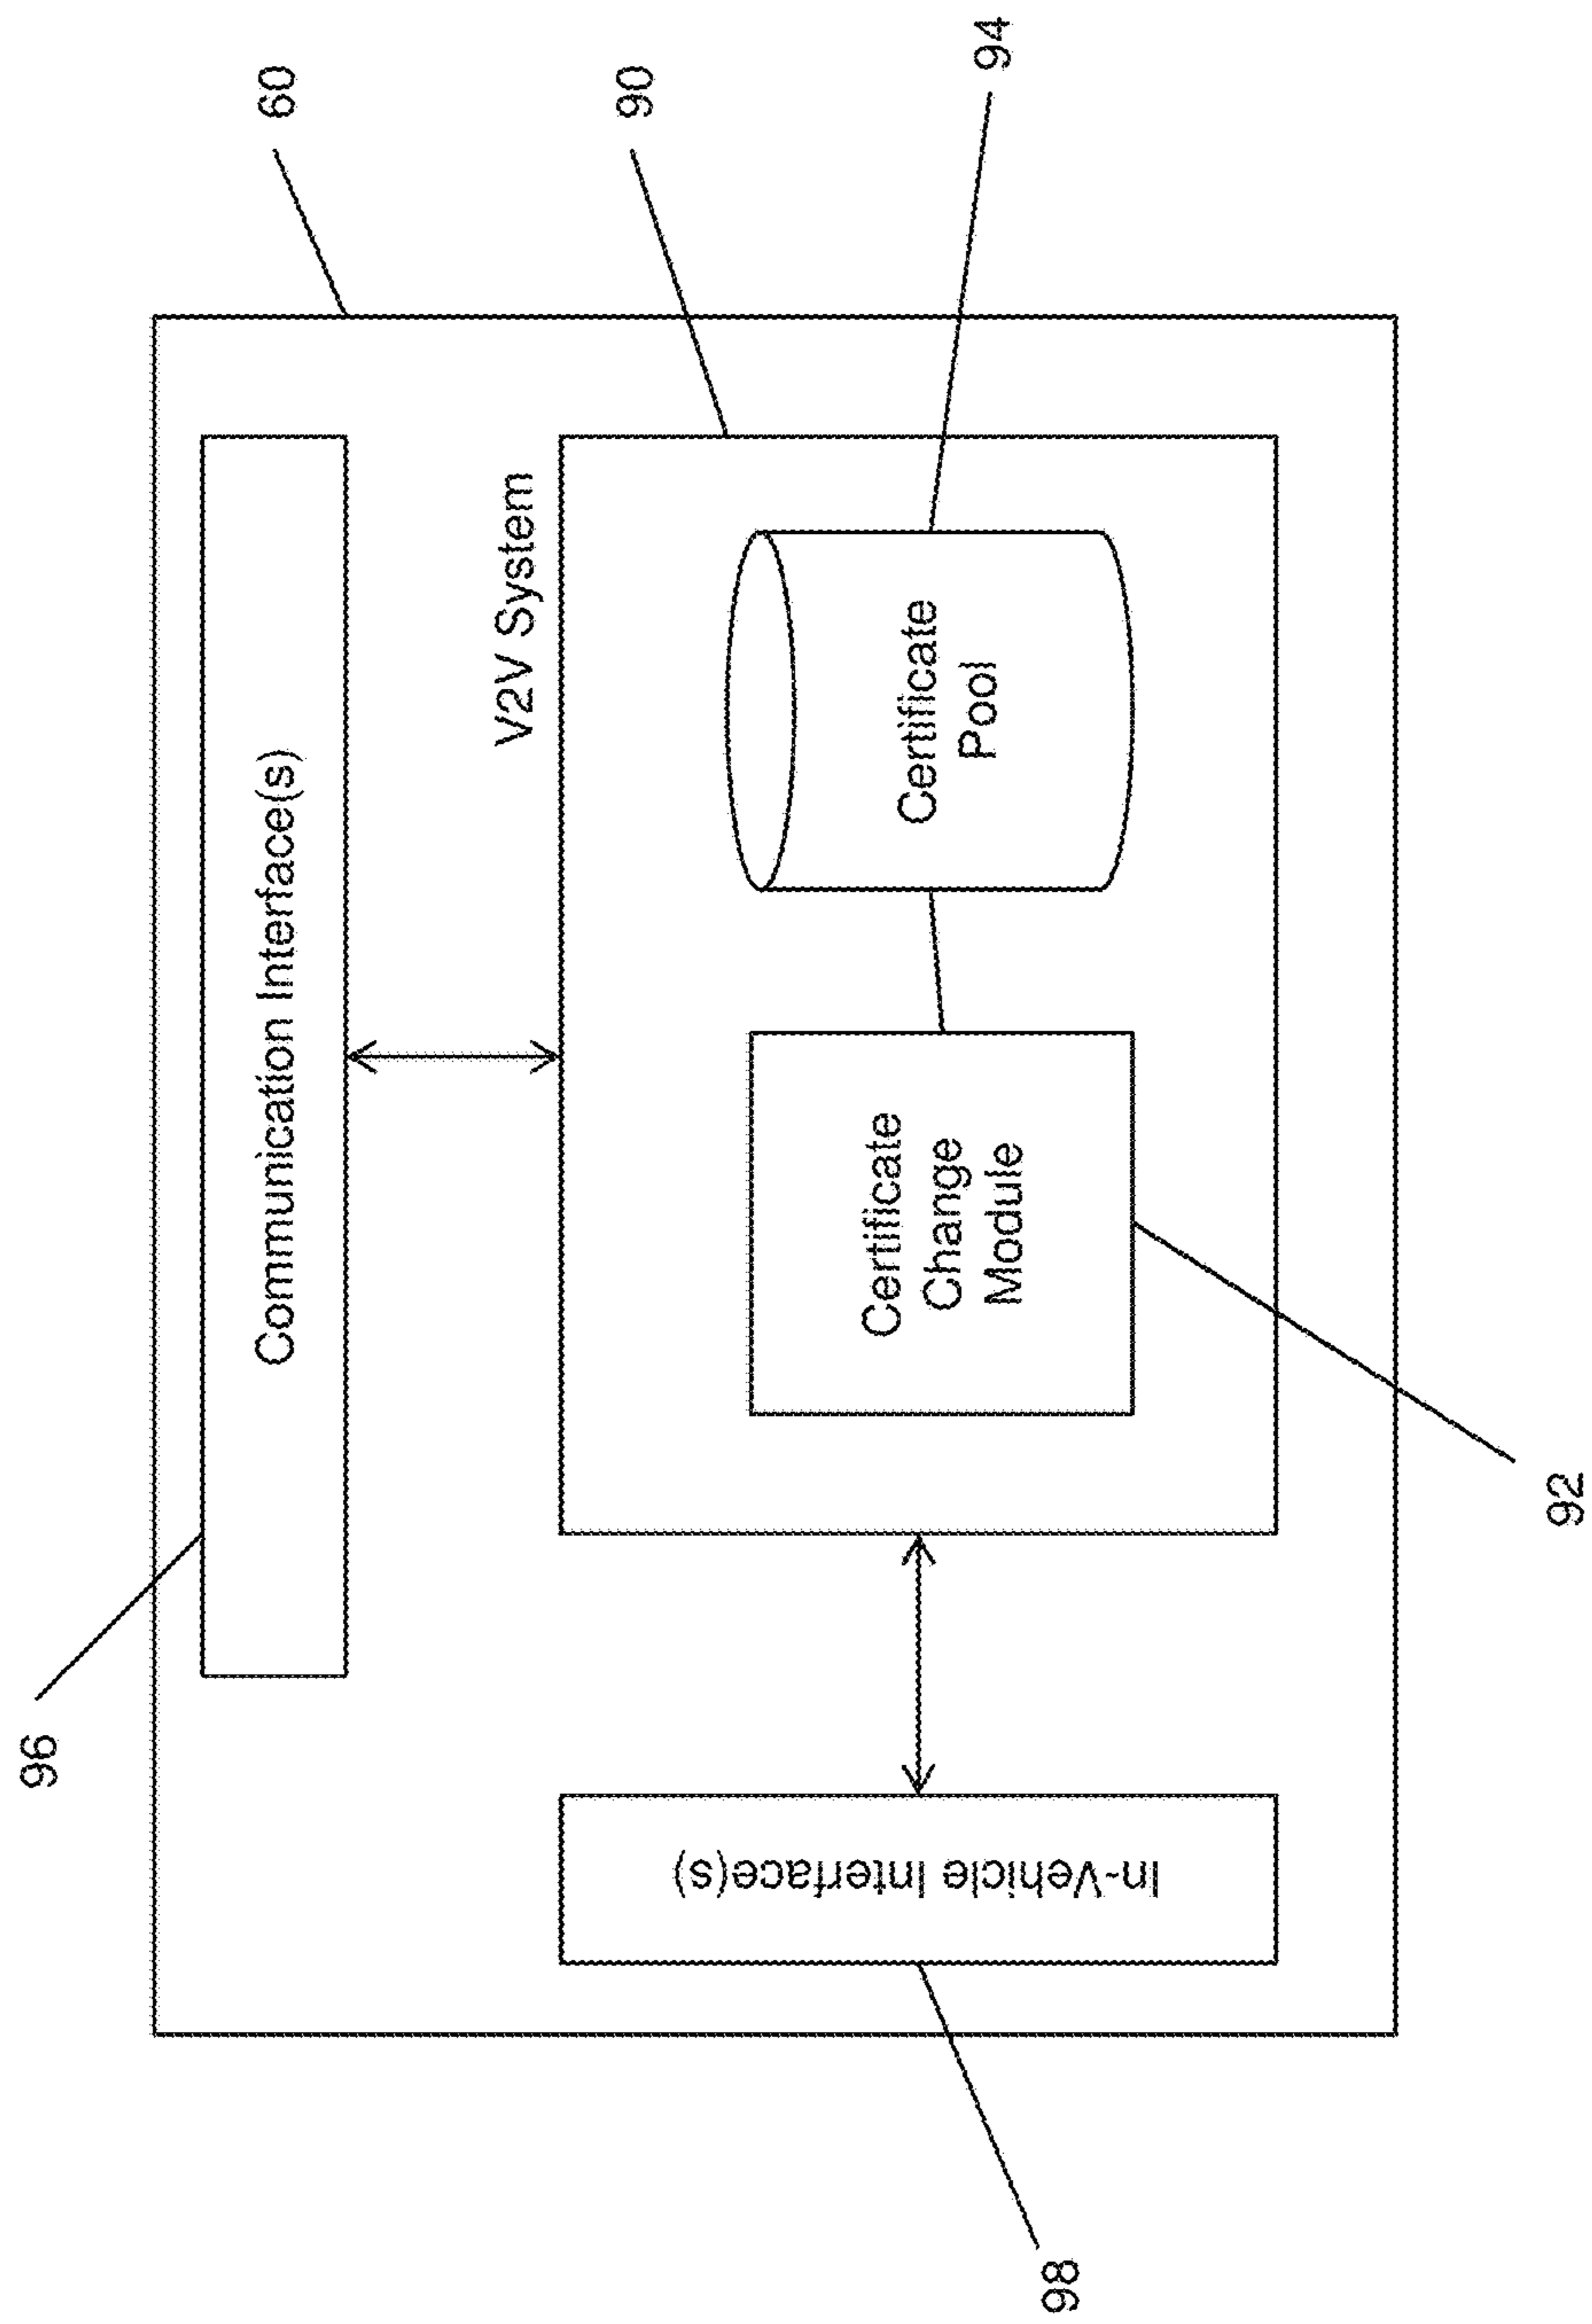 60
90
94
96
Communication Interface(s)
V2V System
Certificate
Pool
Certificate
Change
Module
In-Vehicle Interface(s)
92
98